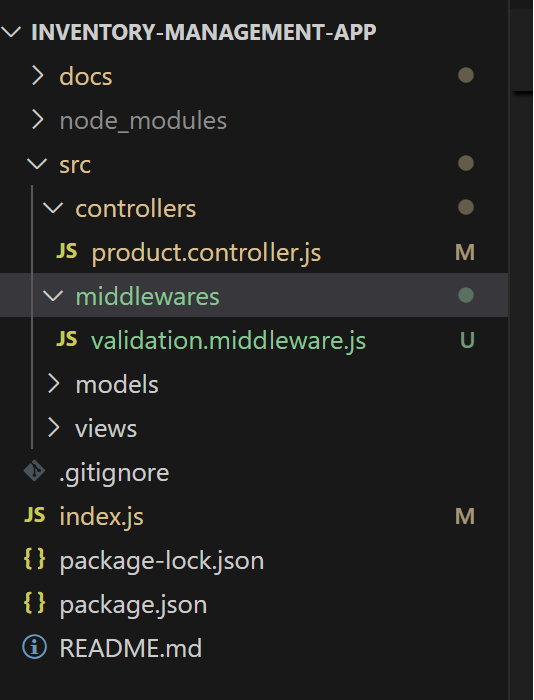 INVENTORY-MANAGEMENT-APP
docs
node_modules
src
controllers
JS product.controller.js M
middlewares
JS validation.middleware.js U
models
views
.gitignore
JS index.js M
{} package-lock.json
{} package.json
README.md